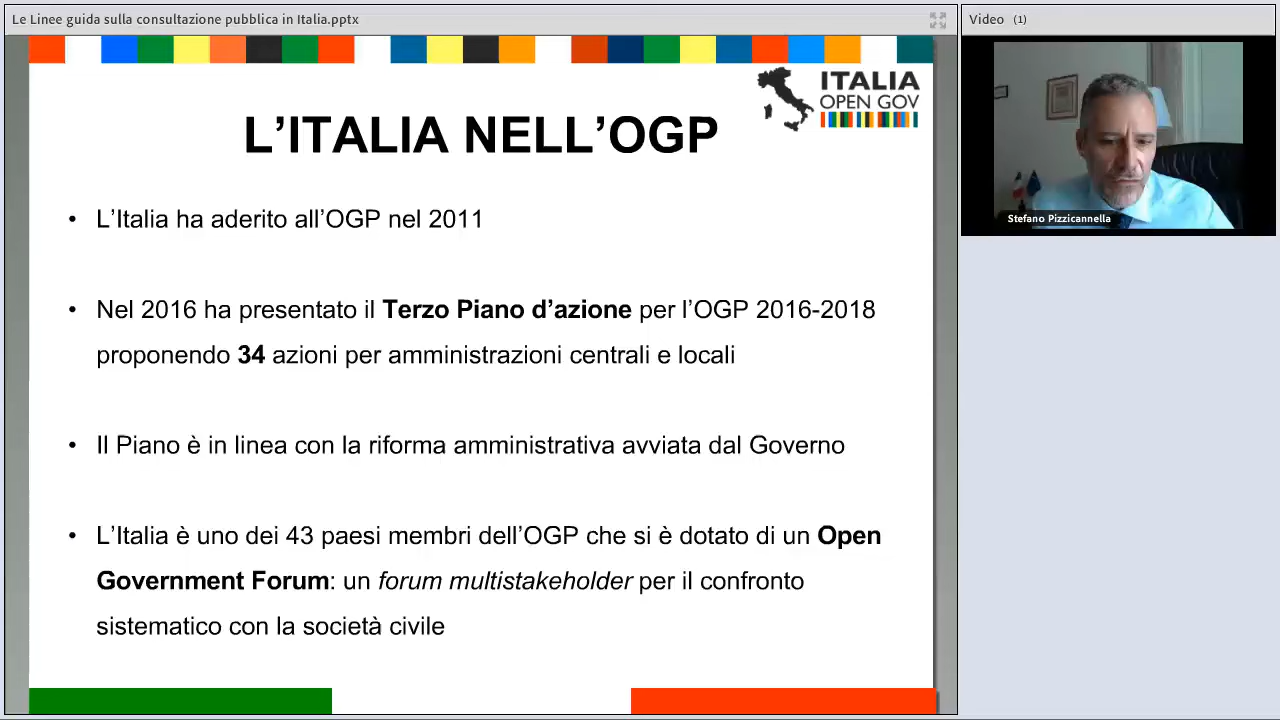 Le Linee guida sulla consultazione pubblica in Italia.pptx
Video (1)
ITALIA
OPEN GOV
L’ITALIA NELL’OGP
Stefano Pizzicannella
• L’Italia ha aderito all’OGP nel 2011
• Nel 2016 ha presentato il Terzo Piano d’azione per l’OGP 2016-2018
proponendo 34 azioni per amministrazioni centrali e locali
• Il Piano è in linea con la riforma amministrativa avviata dal Governo
• L’Italia è uno dei 43 paesi membri dell’OGP che si è dotato di un Open
Government Forum: un forum multistakeholder per il confronto
sistematico con la società civile